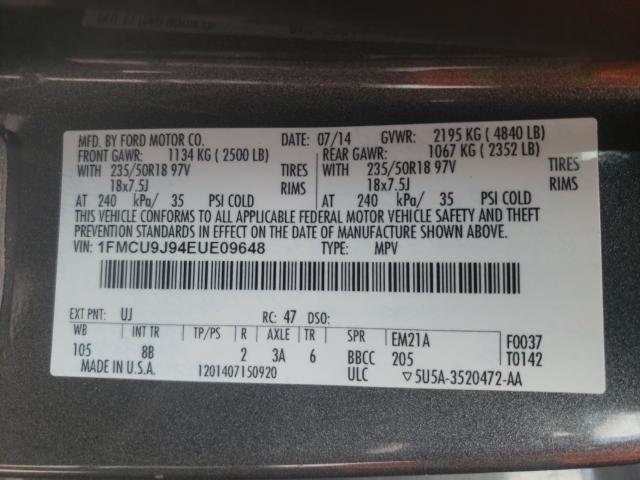 MFD. BY FORD MOTOR CO. DATE: 07/14 GVWR: 2195 KG ( 4840 LB)
FRONT GAWR: 1134 KG ( 2500 LB) REAR GAWR: 1067 KG ( 2352 LB)
WITH 235/50R18 97V TIRES WITH 235/50R18 97V TIRES
18x7.5J RIMS 18x7.5J RIMS
AT 240 kPa/ 35 PSI COLD AT 240 kPa/ 35 PSI COLD
THIS VEHICLE CONFORMS TO ALL APPLICABLE FEDERAL MOTOR VEHICLE SAFETY AND THEFT
PREVENTION STANDARDS IN EFFECT ON THE DATE OF MANUFACTURE SHOWN ABOVE.
VIN: 1FMCU9J94EUE09648 TYPE: MPV
EXT PNT: UJ RC: 47 DSO:
WB INT TR TP/PS R AXLE TR SPR EM21A F0037
105 8B 2 3A 6 BBCC 205 T0142
MADE IN U.S.A. 1201407150920 ULC ▽5U5A-3520472-AA